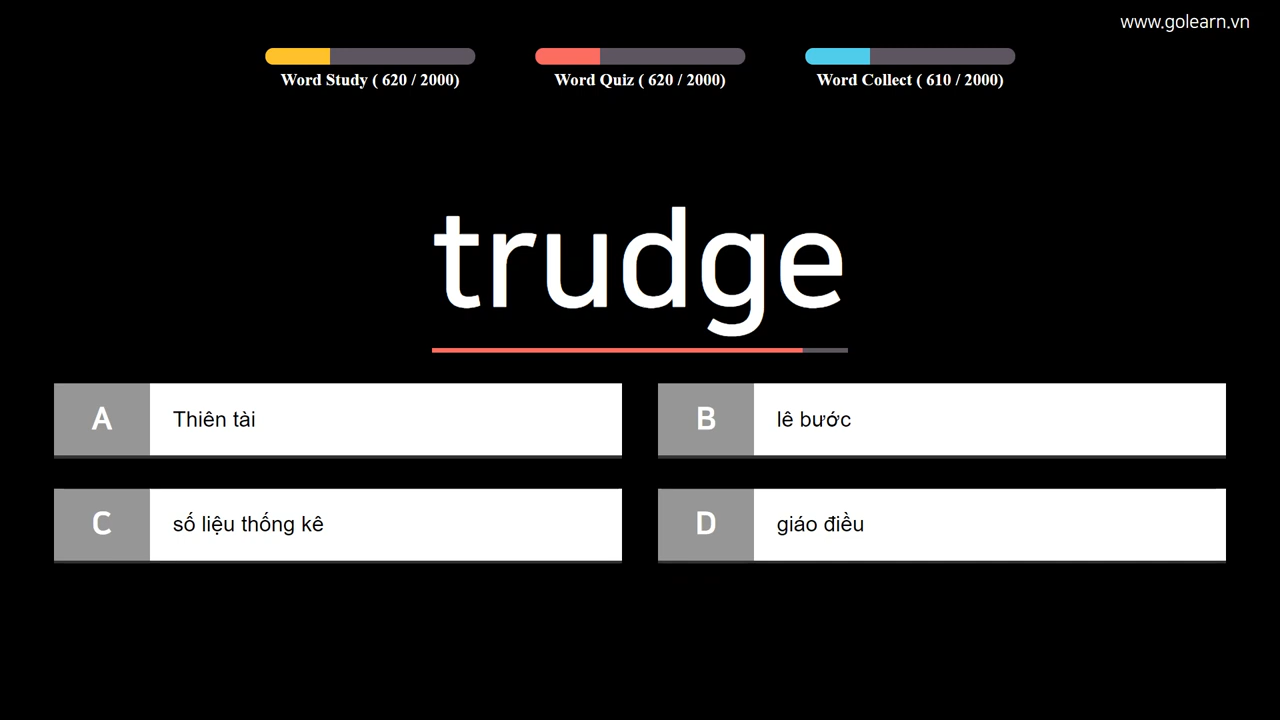 www.golearn.vn
Word Study ( 620 / 2000)
Word Quiz ( 620 / 2000)
Word Collect ( 610 / 2000)
trudge
A Thiên tài
B lê bước
C số liệu thống kê
D giáo điều